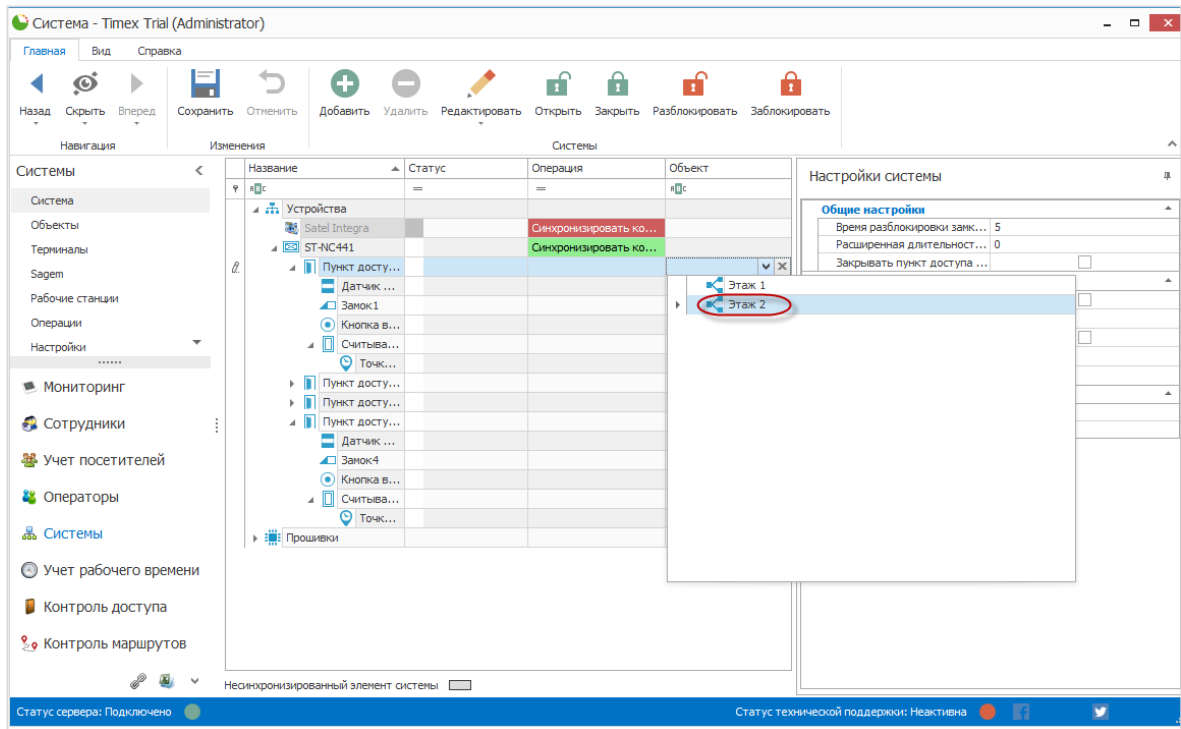 Система - Timex Trial (Administrator)
Главная Вид Справка
Назад Скрыть Вперед Сохранить Отменить Добавить Удалить Редактировать Открыть Закрыть Разблокировать Заблокировать
Навигация Изменения Системы
Системы
Система
Объекты
Терминалы
Sagem
Рабочие станции
Операции
Настройки
Мониторинг
Сотрудники
Учет посетителей
Операторы
Системы
Учет рабочего времени
Контроль доступа
Контроль маршрутов
Название Статус Операция Объект
= =
Устройства
Satel Integra Синхронизировать ко...
ST-NC441 Синхронизировать ко...
Пункт досту...
Датчик ...
Замок1
Кнопка в...
Считыва...
Точк...
Пункт досту...
Пункт досту...
Пункт досту...
Датчик ...
Замок4
Кнопка в...
Считыва...
Точк...
Прошивки
Этаж 1
Этаж 2
Несинхронизированный элемент системы
Настройки системы
Общие настройки
Время разблокировки замк... 5
Расширенная длительност... 0
Закрывать пункт доступа ...
Статус сервера: Подключено
Статус технической поддержки: Неактивна